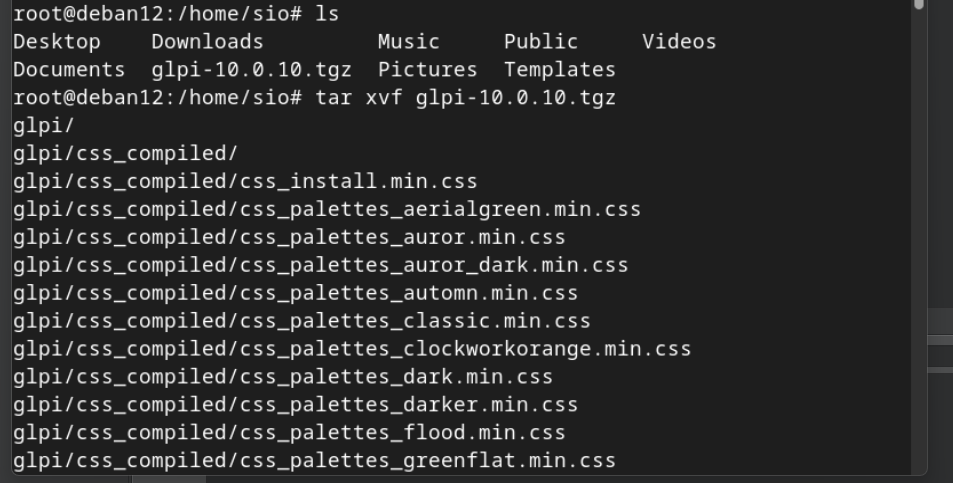 root@deban12:/home/sio# ls
Desktop    Downloads         Music     Public     Videos
Documents  glpi-10.0.10.tgz  Pictures  Templates
root@deban12:/home/sio# tar xvf glpi-10.0.10.tgz
glpi/
glpi/css_compiled/
glpi/css_compiled/css_install.min.css
glpi/css_compiled/css_palettes_aerialgreen.min.css
glpi/css_compiled/css_palettes_auror.min.css
glpi/css_compiled/css_palettes_auror_dark.min.css
glpi/css_compiled/css_palettes_automn.min.css
glpi/css_compiled/css_palettes_classic.min.css
glpi/css_compiled/css_palettes_clockworkorange.min.css
glpi/css_compiled/css_palettes_dark.min.css
glpi/css_compiled/css_palettes_darker.min.css
glpi/css_compiled/css_palettes_flood.min.css
glpi/css_compiled/css_palettes_greenflat.min.css